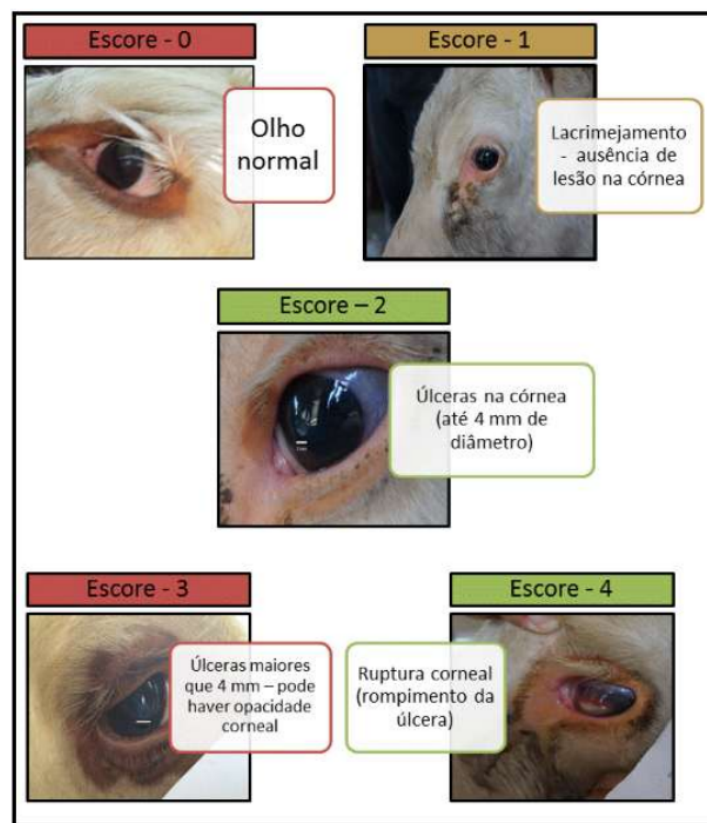 Escore - 0
Olho
normal
Escore - 1
Lacrimejamento
- ausência de
lesão na córnea
Escore – 2
Úlceras na córnea
(até 4 mm de
diâmetro)
Escore - 3
Úlceras maiores
que 4 mm – pode
haver opacidade
corneal
Escore - 4
Ruptura corneal
(rompimento da
úlcera)